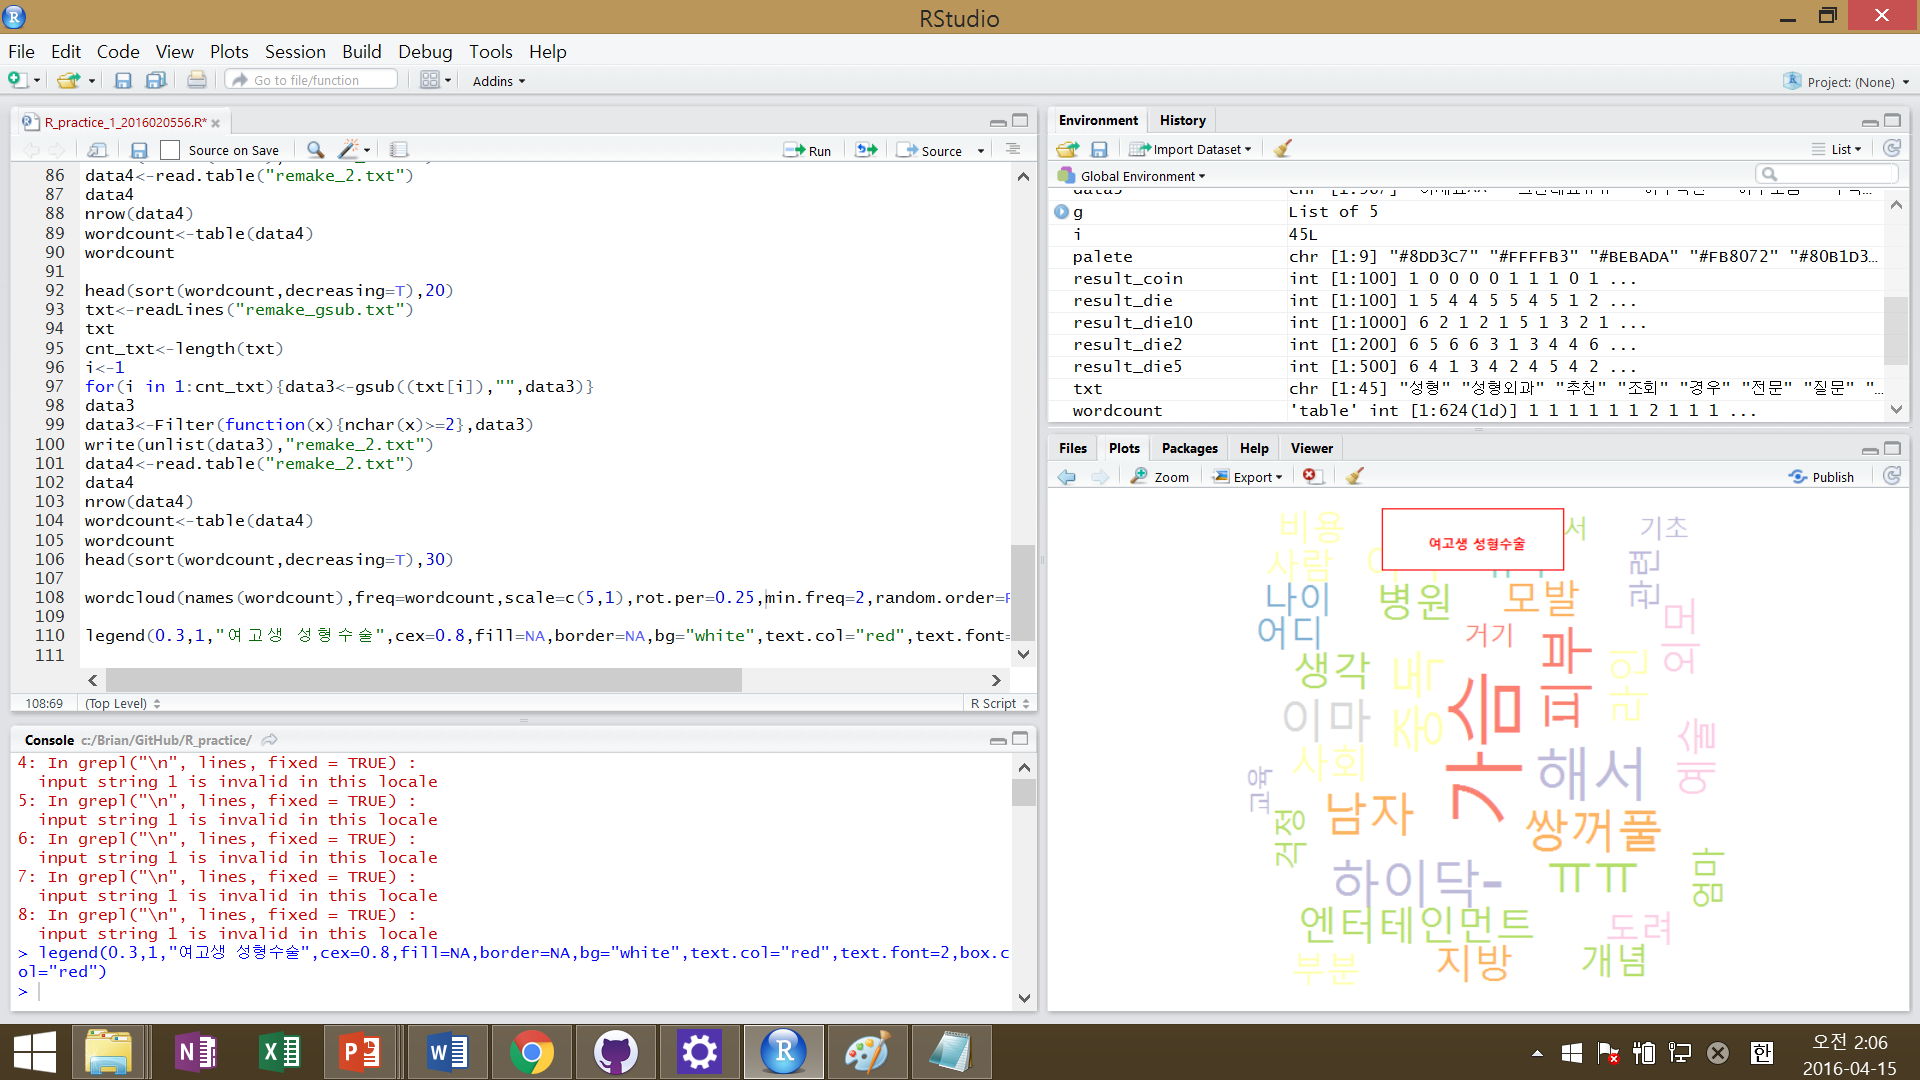 RStudio
File Edit Code View Plots Session Build Debug Tools Help
Go to file/function Addins Project: (None)
R_practice_1_2016020556.R*
Source on Save Run Source
86 data4<-read.table("remake_2.txt")
87 data4
88 nrow(data4)
89 wordcount<-table(data4)
90 wordcount
91
92 head(sort(wordcount,decreasing=T),20)
93 txt<-readLines("remake_gsub.txt")
94 txt
95 cnt_txt<-length(txt)
96 i<-1
97 for(i in 1:cnt_txt){data3<-gsub((txt[i]),"",data3)}
98 data3
99 data3<-Filter(function(x){nchar(x)>=2},data3)
100 write(unlist(data3),"remake_2.txt")
101 data4<-read.table("remake_2.txt")
102 data4
103 nrow(data4)
104 wordcount<-table(data4)
105 wordcount
106 head(sort(wordcount,decreasing=T),30)
107
108 wordcloud(names(wordcount),freq=wordcount,scale=c(5,1),rot.per=0.25,min.freq=2,random.order=F
109
110 legend(0.3,1,"여고생 성형수술",cex=0.8,fill=NA,border=NA,bg="white",text.col="red",text.font=
111
108:69 (Top Level) R Script
Console c:/Brian/GitHub/R_practice/
4: In grepl("\n", lines, fixed = TRUE) :
input string 1 is invalid in this locale
5: In grepl("\n", lines, fixed = TRUE) :
input string 1 is invalid in this locale
6: In grepl("\n", lines, fixed = TRUE) :
input string 1 is invalid in this locale
7: In grepl("\n", lines, fixed = TRUE) :
input string 1 is invalid in this locale
8: In grepl("\n", lines, fixed = TRUE) :
input string 1 is invalid in this locale
> legend(0.3,1,"여고생 성형수술",cex=0.8,fill=NA,border=NA,bg="white",text.col="red",text.font=2,box.c
ol="red")
>
Environment History
Import Dataset List
Global Environment
g List of 5
i 45L
palete chr [1:9] "#8DD3C7" "#FFFFB3" "#BEBADA" "#FB8072" "#80B1D3...
result_coin int [1:100] 1 0 0 0 0 1 1 1 0 1 ...
result_die int [1:100] 1 5 4 4 5 5 4 5 1 2 ...
result_die10 int [1:1000] 6 2 1 2 1 5 1 3 2 1 ...
result_die2 int [1:200] 6 5 6 6 3 1 3 4 4 6 ...
result_die5 int [1:500] 6 4 1 3 4 2 4 5 4 2 ...
txt chr [1:45] "성형" "성형외과" "추천" "조회" "경우" "전문" "질문" "...
wordcount 'table' int [1:624(1d)] 1 1 1 1 1 1 2 1 1 1 ...
Files Plots Packages Help Viewer
Zoom Export Publish
여고생 성형수술
비용 서 기초
사람 관련
나이 병원 모발
어디 거기 외모
생각 피부 라인
이마 가슴
사회 해서 예술
교육 남자 쌍꺼풀
걱정
하이닥- ㅠㅠ 엄마
엔터테인먼트 도려
부분 지방 개념
한 오전 2:06
2016-04-15